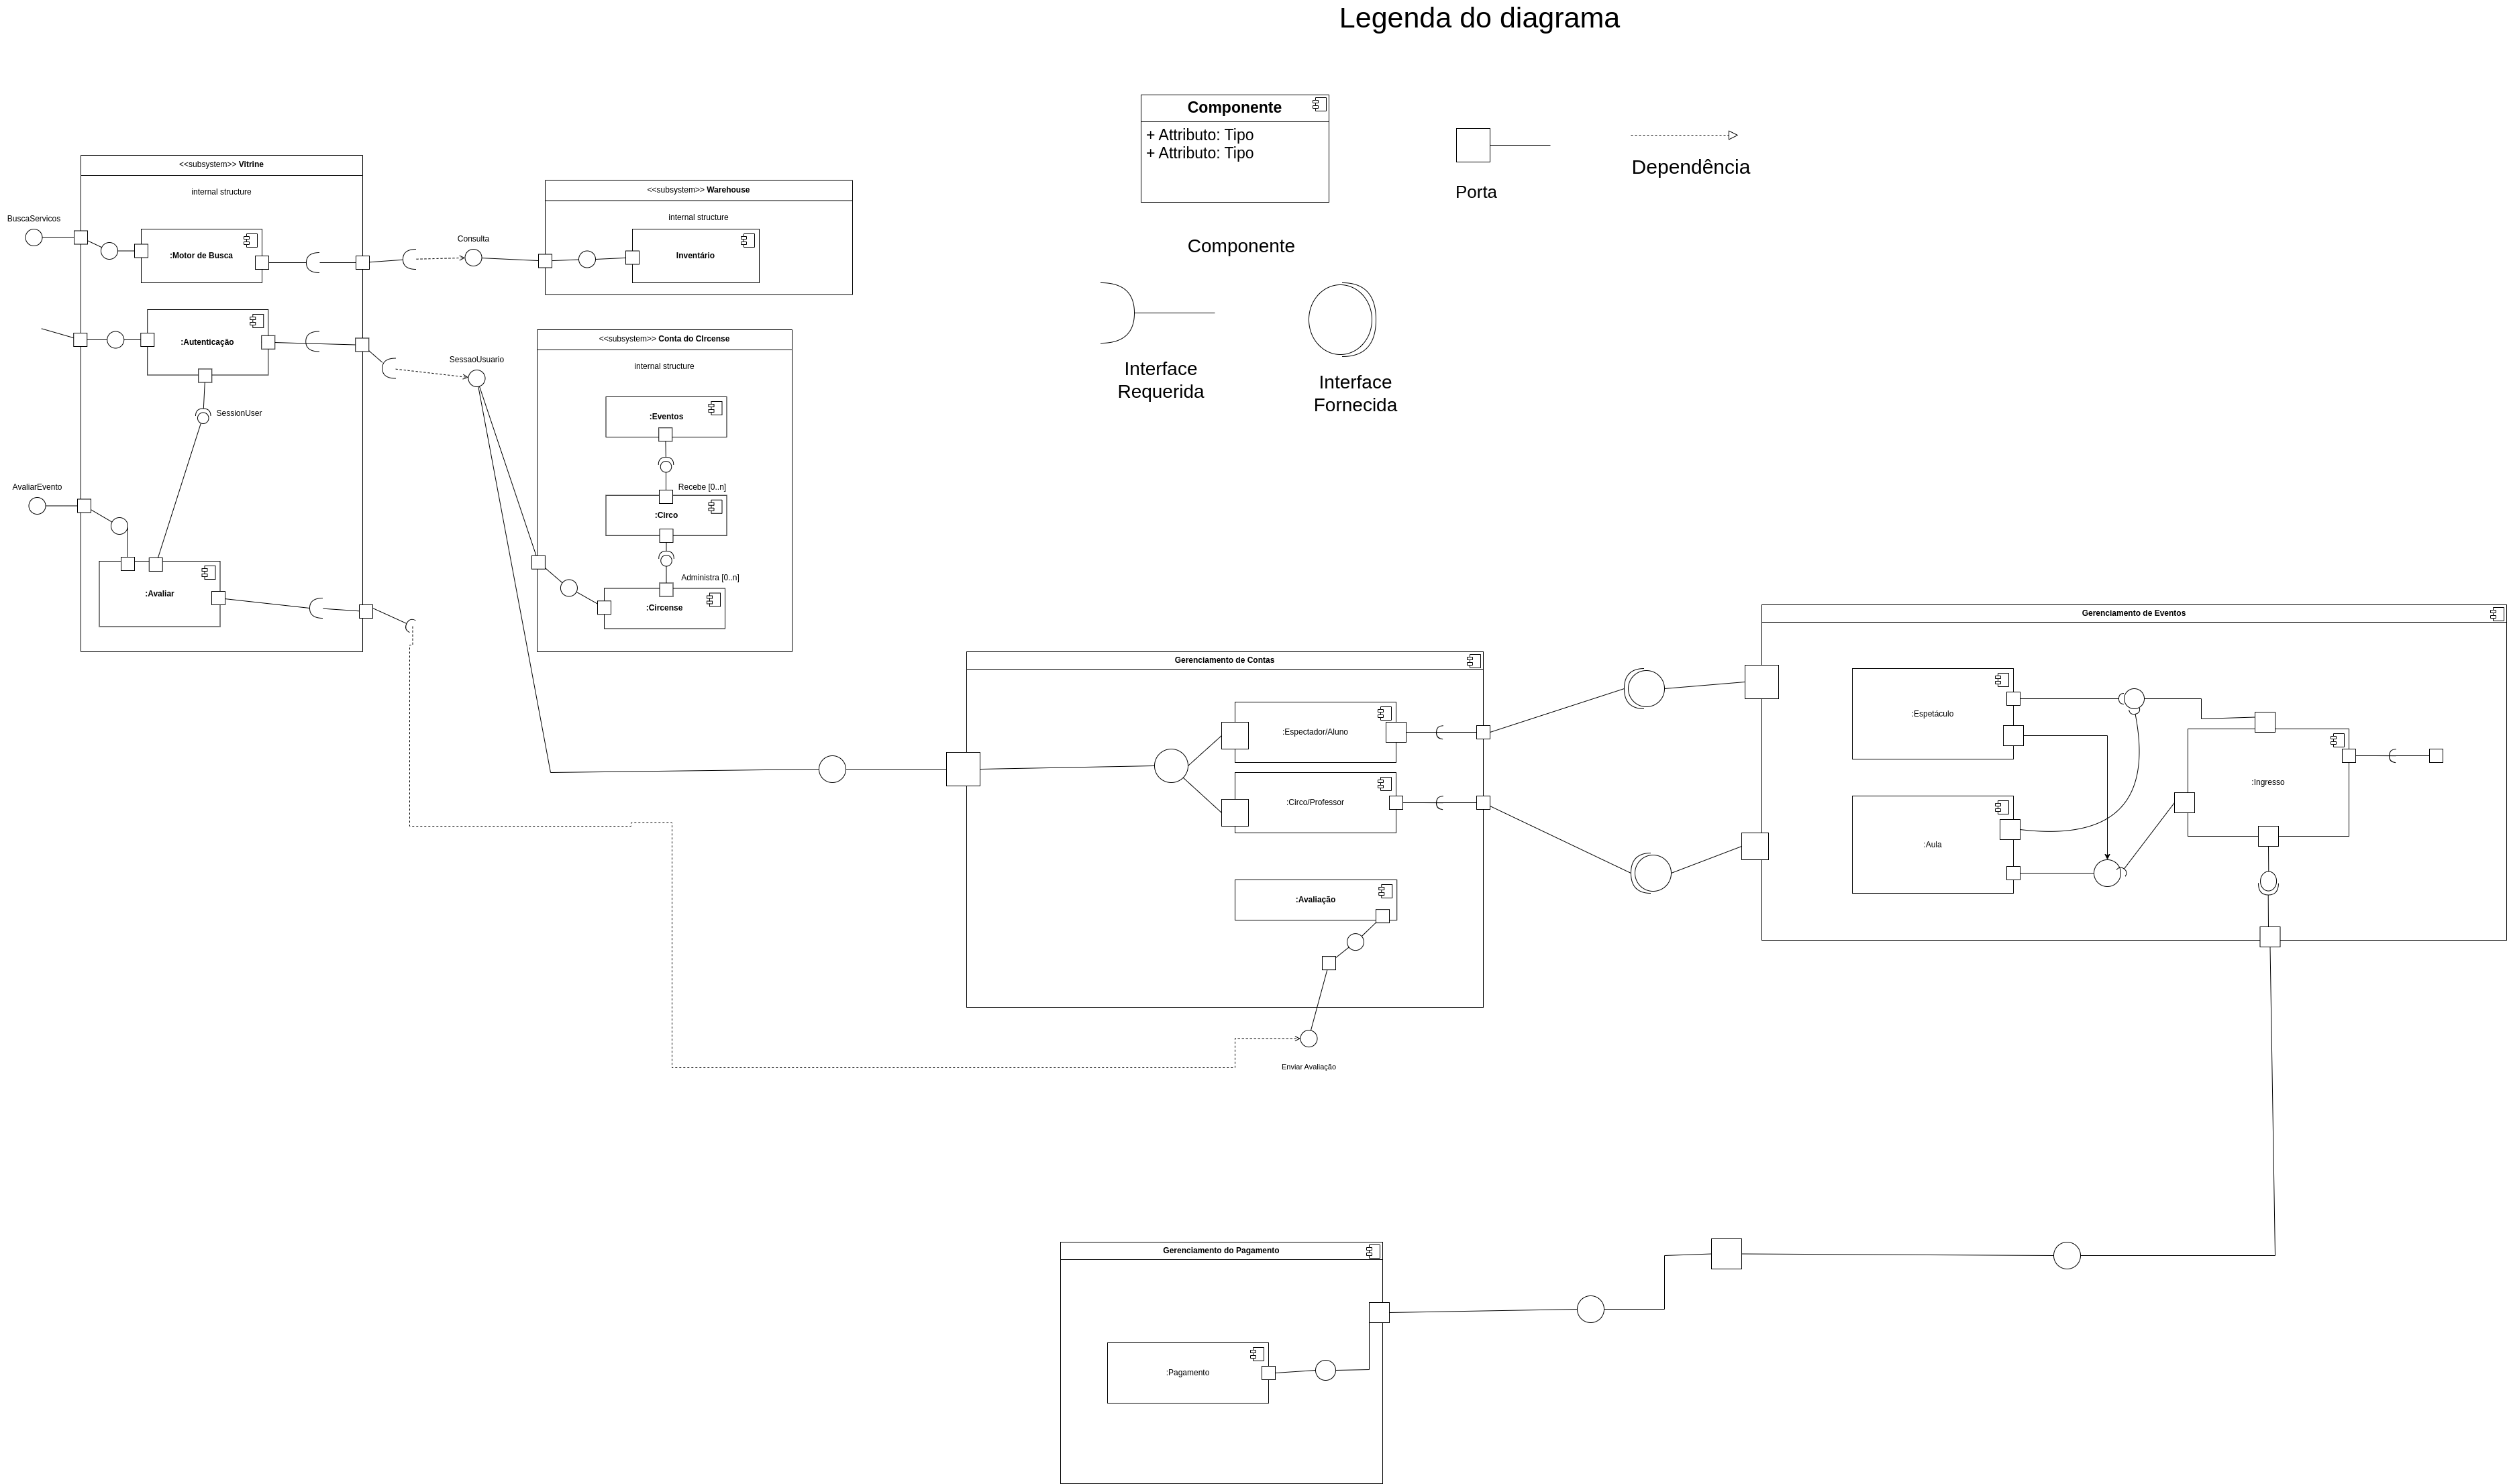 Legenda do diagrama
Componente
+ Attributo: Tipo
+ Attributo: Tipo
Componente
Porta
Dependência
Interface
Requerida
Interface
Fornecida
<<subsystem>> Vitrine
internal structure
BuscaServicos
:Motor de Busca
:Autenticação
SessionUser
AvaliarEvento
:Avaliar
Consulta
SessaoUsuario
<<subsystem>> Warehouse
internal structure
Inventário
<<subsystem>> Conta do CIrcense
internal structure
:Eventos
Recebe [0..n]
:Circo
Administra [0..n]
:Circense
Gerenciamento de Contas
:Espectador/Aluno
:Circo/Professor
:Avaliação
Enviar Avaliação
Gerenciamento de Eventos
:Espetáculo
:Ingresso
:Aula
Gerenciamento do Pagamento
:Pagamento